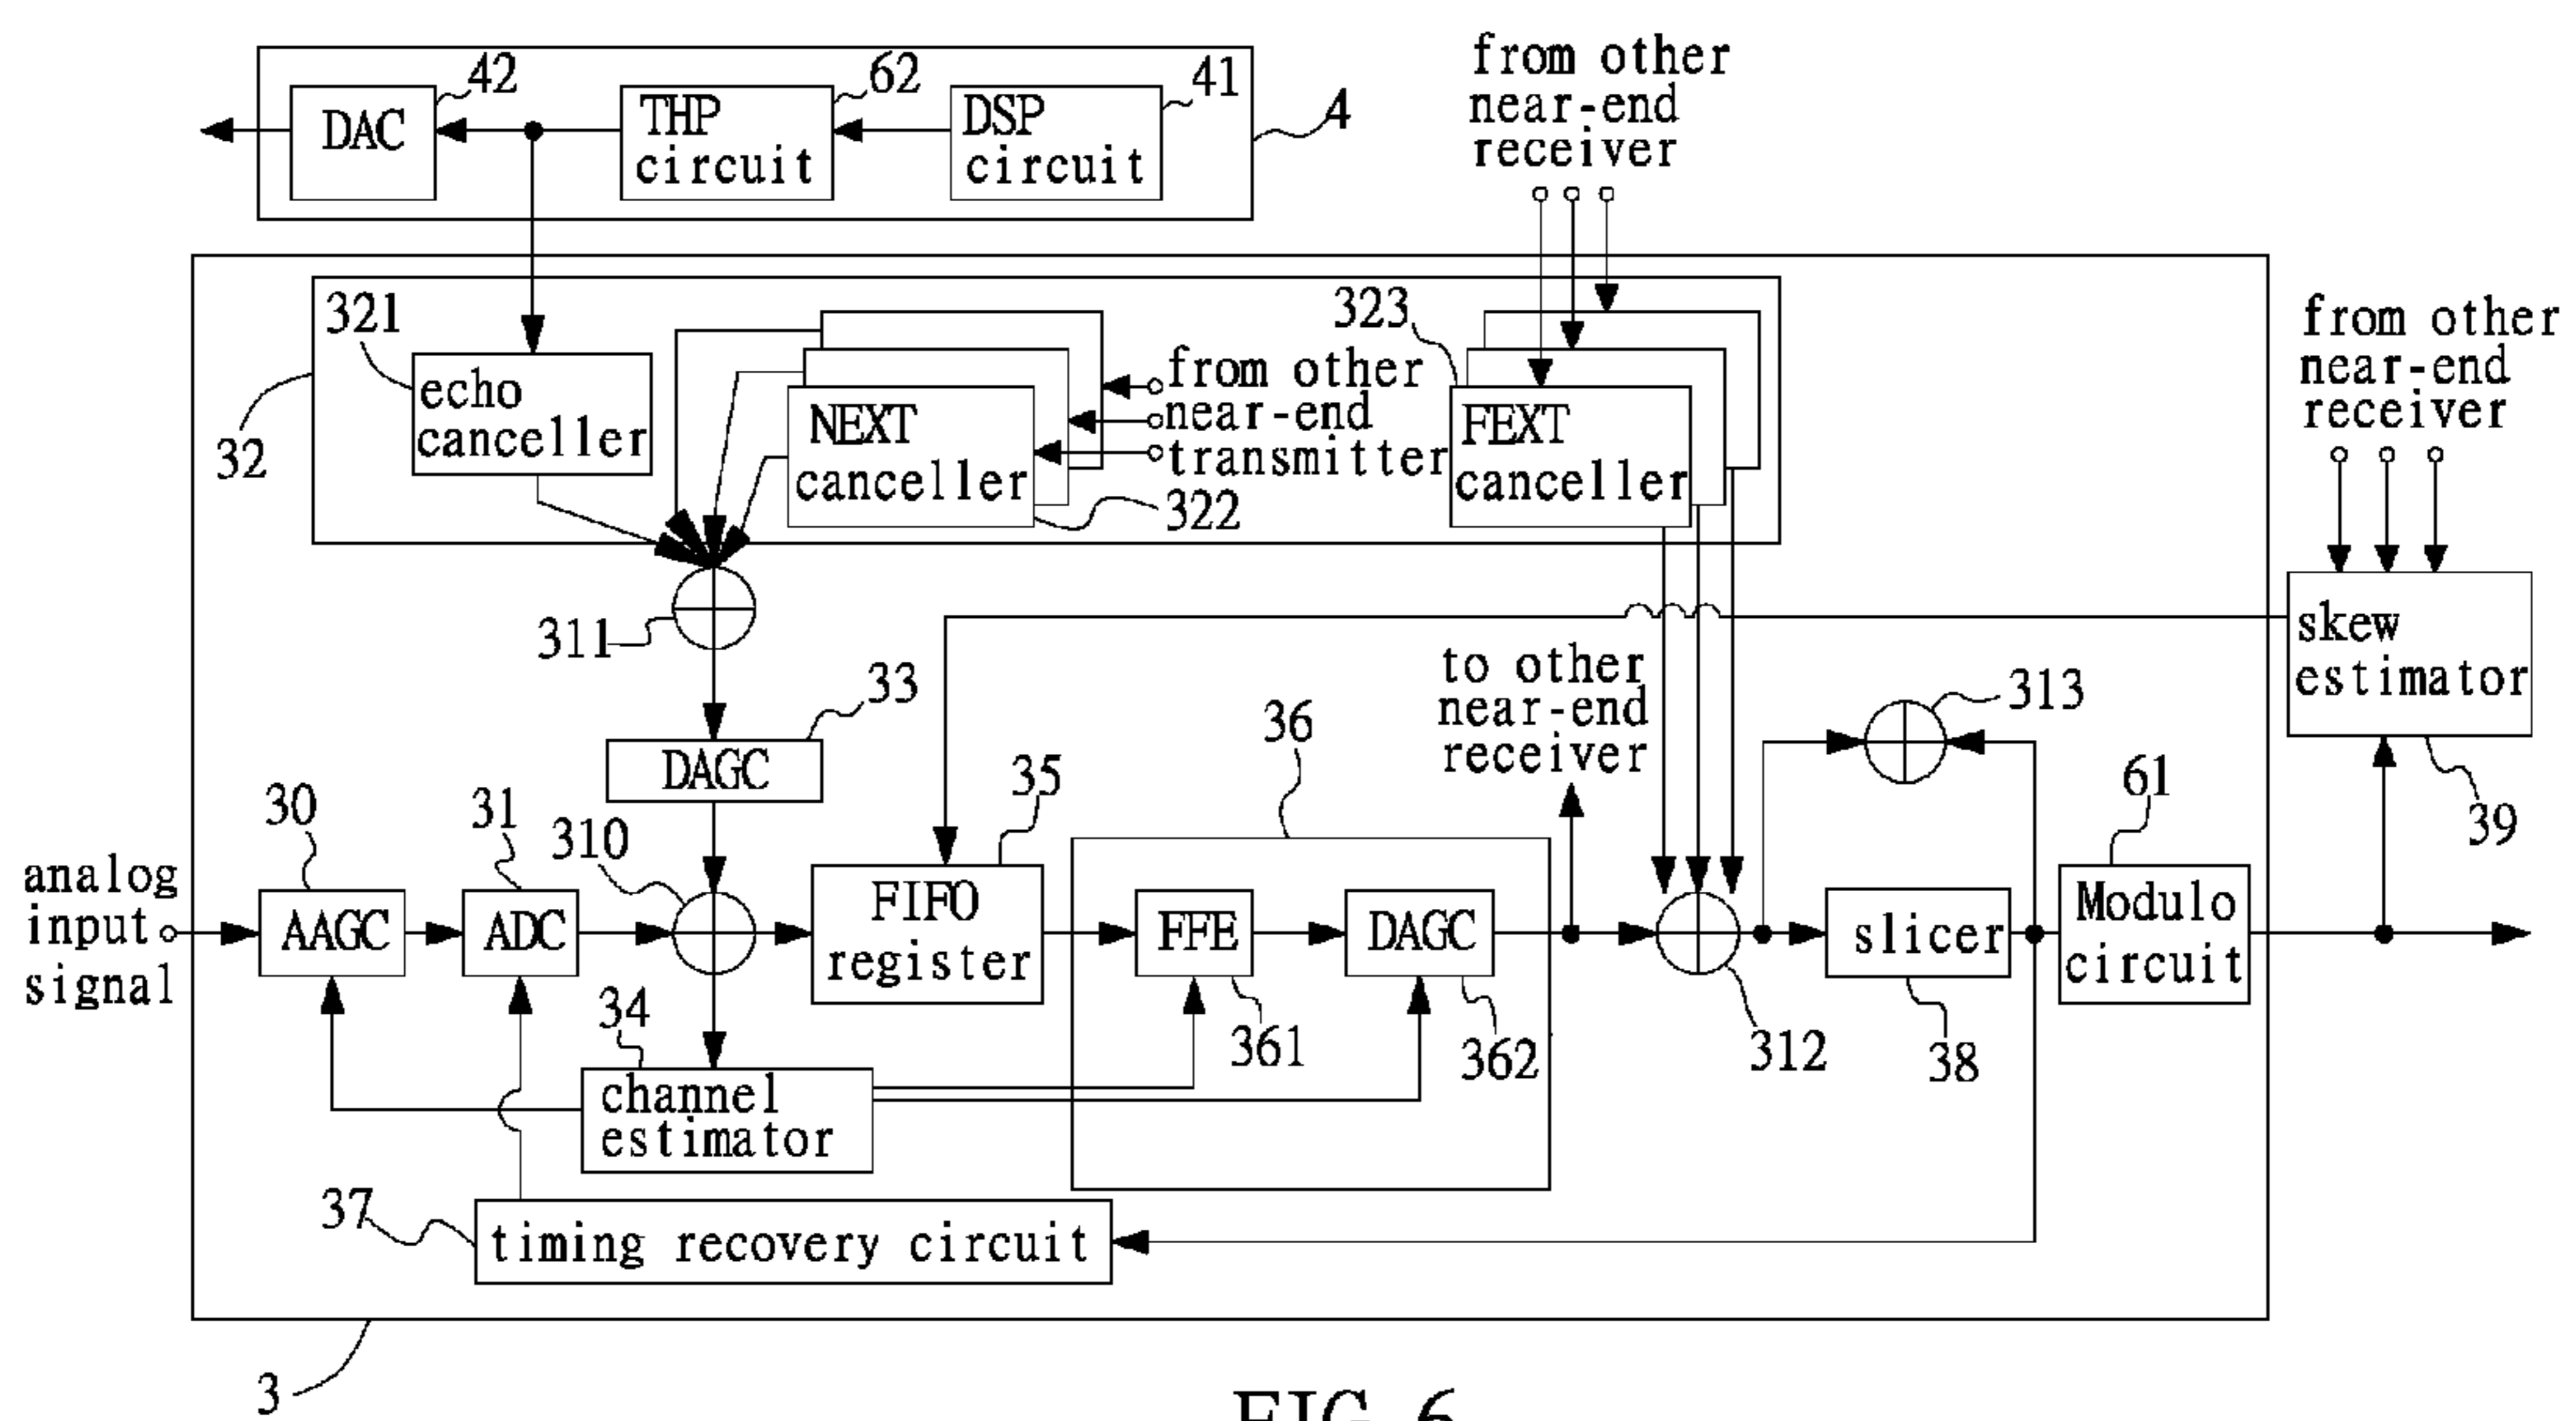 42
62
41
DAC
THP
circuit
DSP
circuit
4
from other
near-end
receiver
321
323
echo
canceller
32
NEXT
canceller
from other
near-end
transmitter
322
FEXT
canceller
from other
near-end
receiver
311
skew
estimator
39
to other
near-end
receiver
33
DAGC
36
313
35
61
30
31
310
analog
input
signal
AAGC
ADC
FIFO
register
FFE
DAGC
slicer
Modulo
circuit
34
361
362
312
38
channel
estimator
37
timing recovery circuit
3
FIG. 6